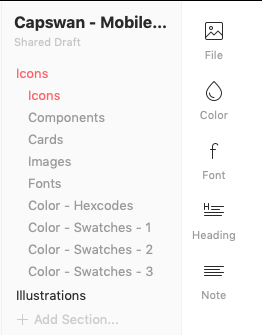 Capswan - Mobile...
Shared Draft
Icons
Icons
Components
Cards
Images
Fonts
Color - Hexcodes
Color - Swatches - 1
Color - Swatches - 2
Color - Swatches - 3
Illustrations
+ Add Section...
File
Color
f
Font
H
Heading
Note